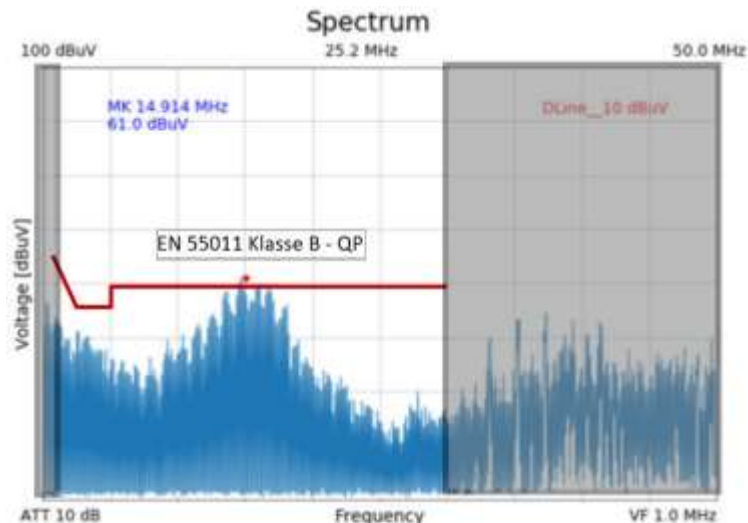 Spectrum
100 dBuV 25.2 MHz 50.0 MHz
MK 14.914 MHz
61.0 dBuV
DLine__10 dBuV
EN 55011 Klasse B - QP
Voltage [dBuV]
ATT 10 dB Frequency VF 1.0 MHz